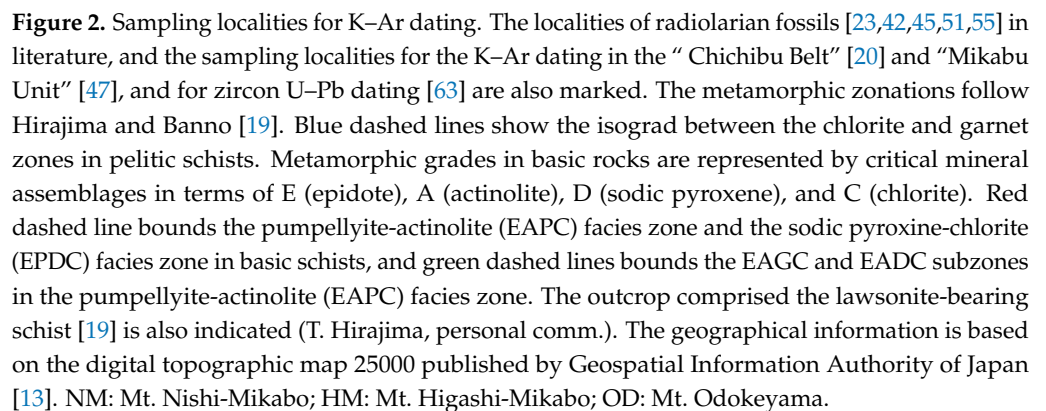 Figure 2. Sampling localities for K–Ar dating. The localities of radiolarian fossils [23,42,45,51,55] in
literature, and the sampling localities for the K–Ar dating in the “ Chichibu Belt” [20] and “Mikabu
Unit” [47], and for zircon U–Pb dating [63] are also marked. The metamorphic zonations follow
Hirajima and Banno [19]. Blue dashed lines show the isograd between the chlorite and garnet
zones in pelitic schists. Metamorphic grades in basic rocks are represented by critical mineral
assemblages in terms of E (epidote), A (actinolite), D (sodic pyroxene), and C (chlorite). Red
dashed line bounds the pumpellyite-actinolite (EAPC) facies zone and the sodic pyroxine-chlorite
(EPDC) facies zone in basic schists, and green dashed lines bounds the EAGC and EADC subzones
in the pumpellyite-actinolite (EAPC) facies zone. The outcrop comprised the lawsonite-bearing
schist [19] is also indicated (T. Hirajima, personal comm.). The geographical information is based
on the digital topographic map 25000 published by Geospatial Information Authority of Japan
[13]. NM: Mt. Nishi-Mikabo; HM: Mt. Higashi-Mikabo; OD: Mt. Odokeyama.